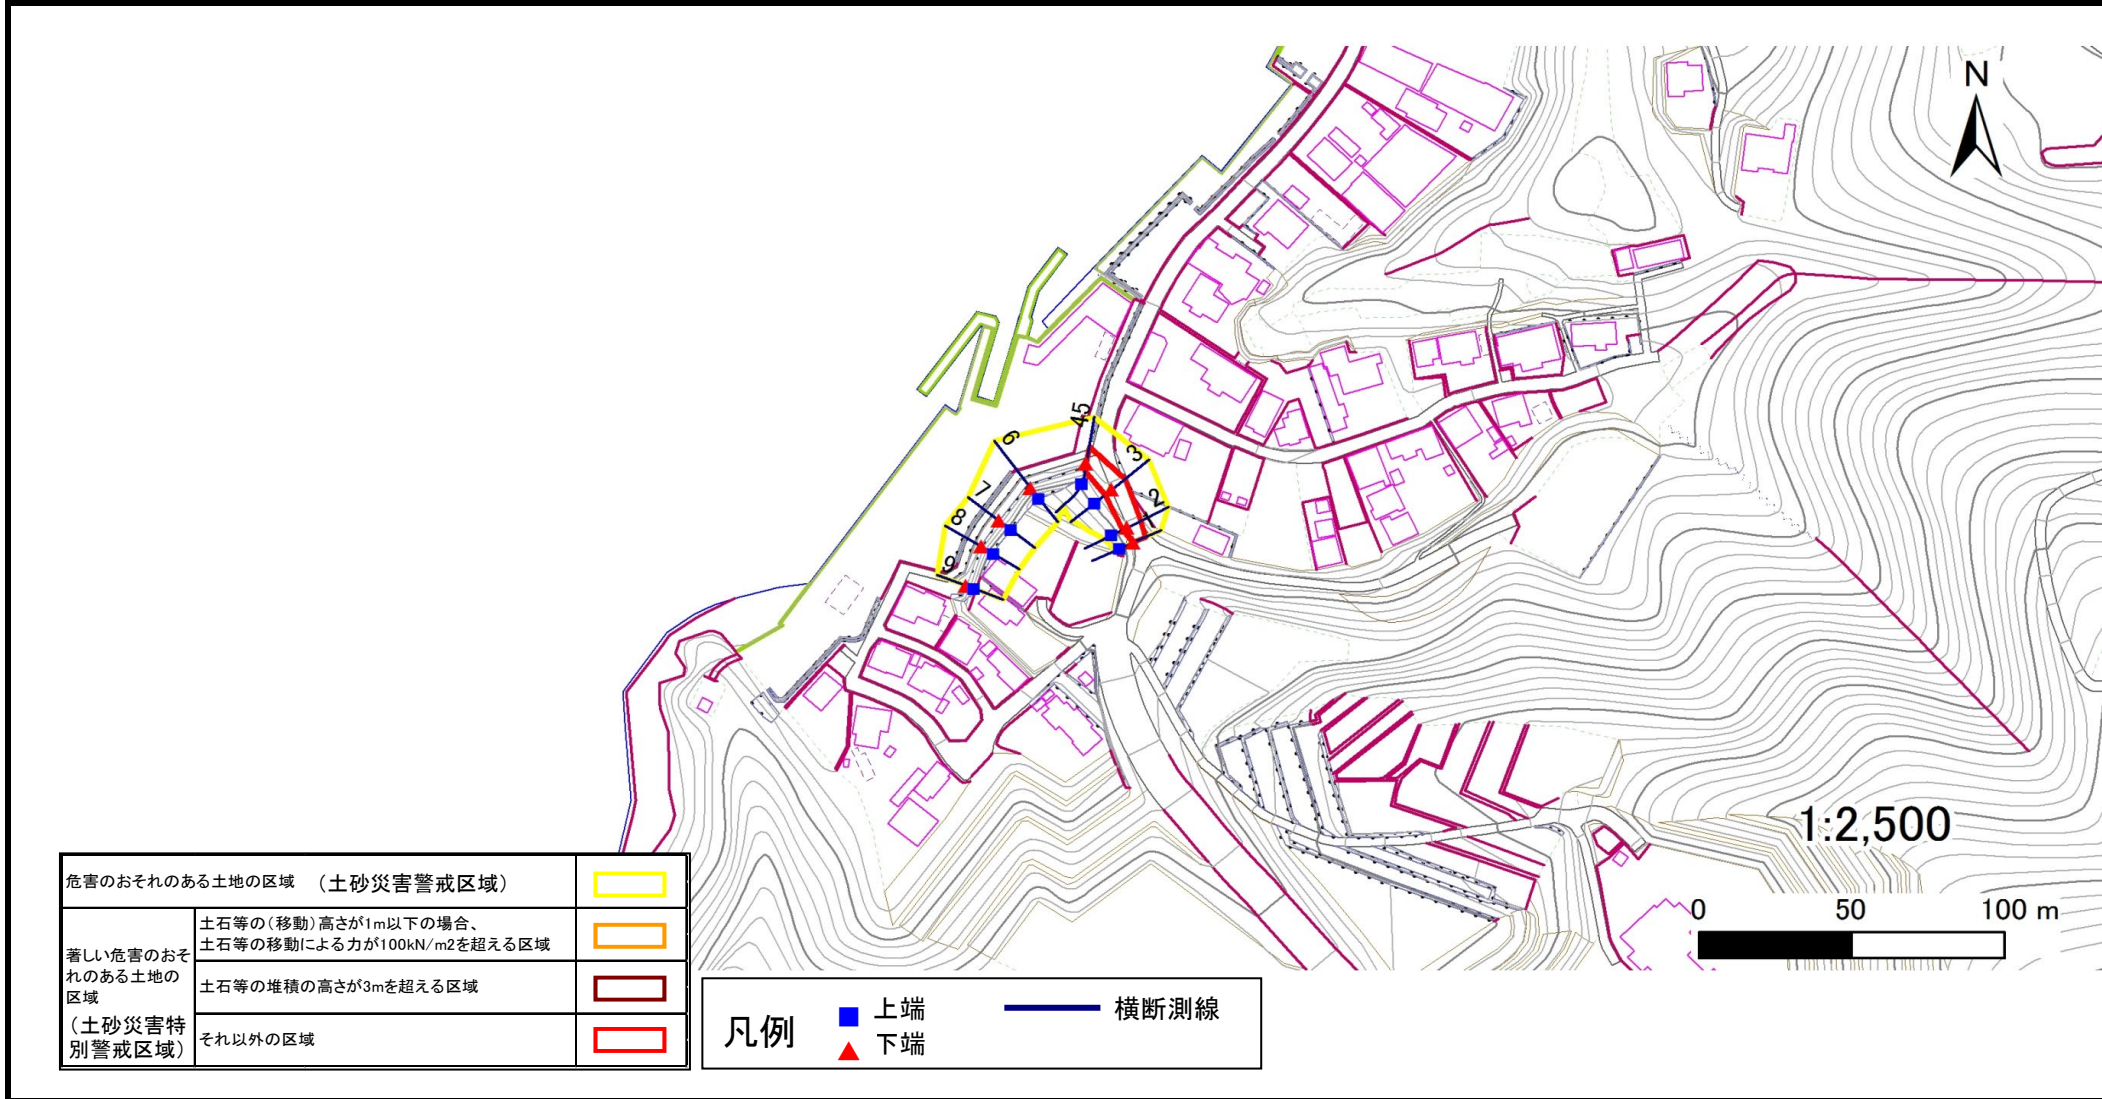 N
45
6
3
7
2
8
1
9
1:2,500
0 50 100 m
危害のおそれのある土地の区域 (土砂災害警戒区域)
著しい危害のおそれのある土地の区域
(土砂災害特別警戒区域)
土石等の(移動)高さが1m以下の場合、
土石等の移動による力が100kN/m2を超える区域
土石等の堆積の高さが3mを超える区域
それ以外の区域
凡例
上端
下端
横断測線